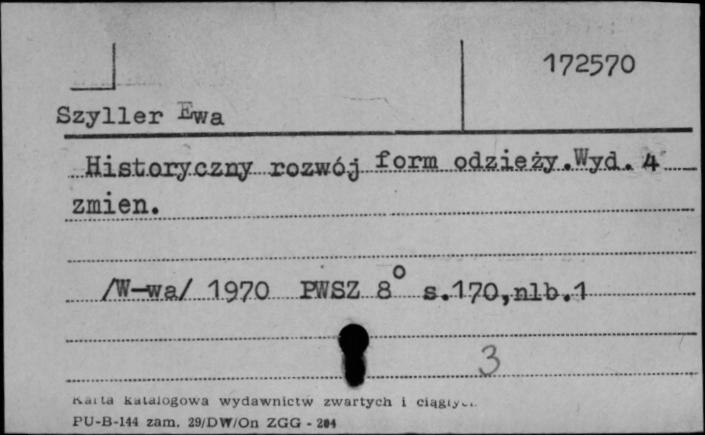 172570
Szyller Ewa
Historyczny rozwój form odzieży.Wyd. 4
zmien.
/W-wa/ 1970 PWSZ 8° s.170,nlb.1
3
Karta katalogowa wydawnictw zwartych i ciągłych
PU-B-144 zam. 29/DW/On ZGG - 204